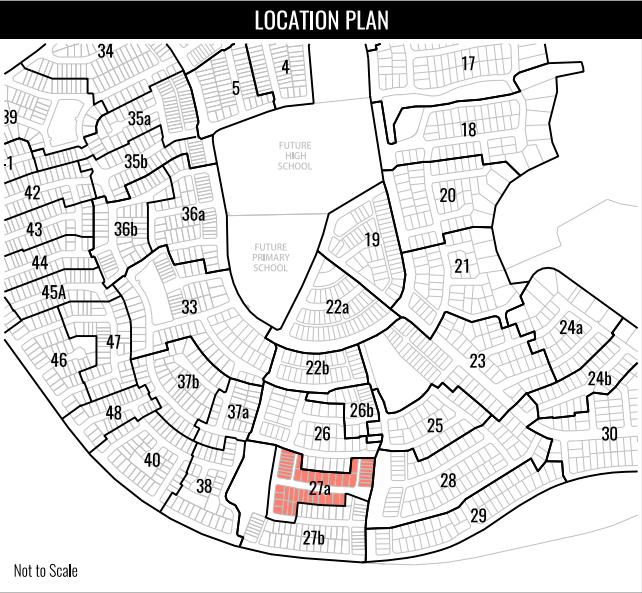 LOCATION PLAN
34
4
17
5
39
35a
18
FUTURE
HIGH
SCHOOL
35b
42
20
36a
43
36b
19
44
FUTURE
PRIMARY
SCHOOL
21
45A
33
22a
24a
47
46
23
22b
24b
37b
48
37a
26b
26
25
30
40
38
27a
28
29
27b
Not to Scale